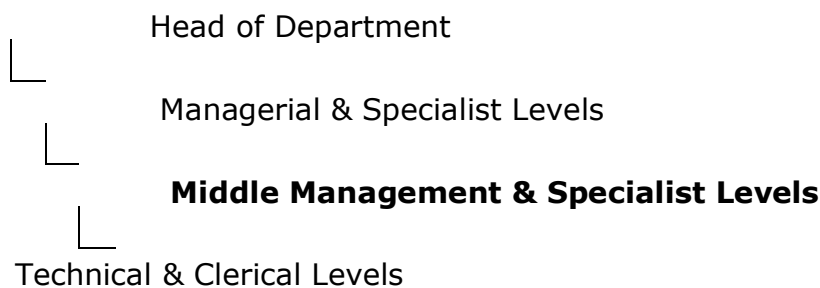 Head of Department
Managerial & Specialist Levels
Middle Management & Specialist Levels
Technical & Clerical Levels